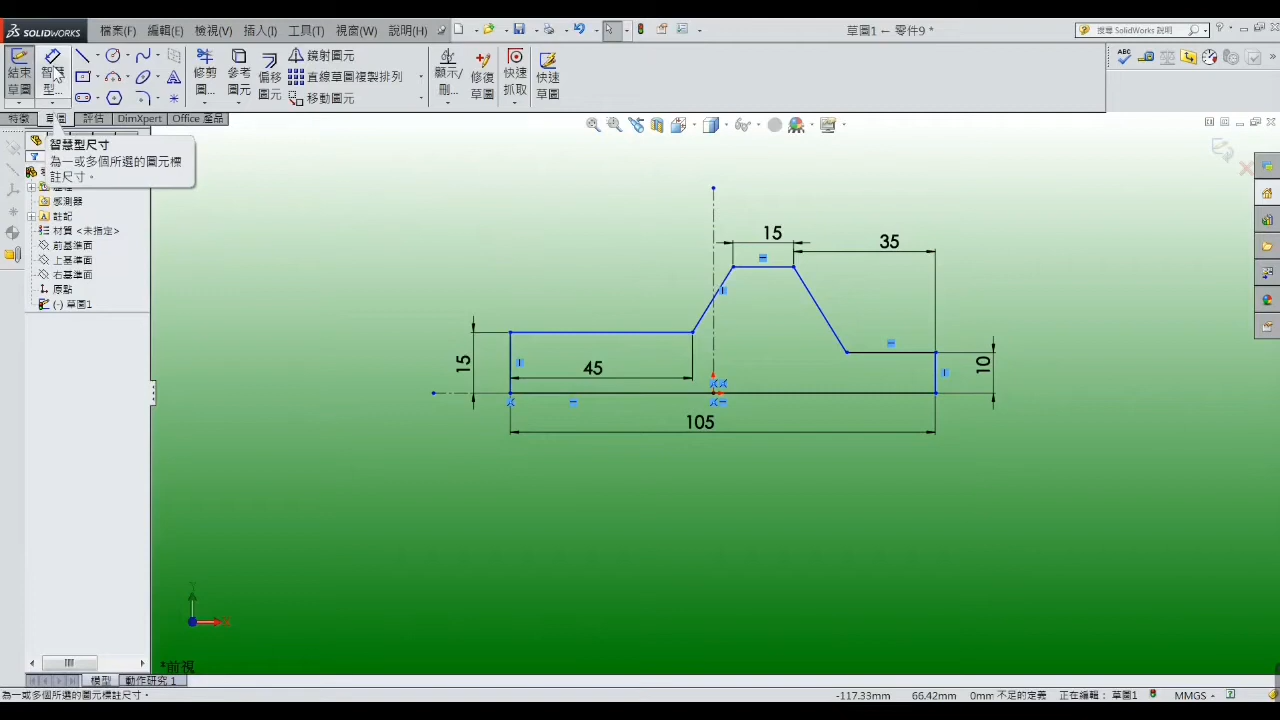 SOLIDWORKS
檔案(F)
編輯(E)
檢視(V)
插入(I)
工具(T)
視窗(W)
說明(H)
草圖1 ← 零件9 *
搜尋 SolidWorks 說明
結束
草圖
智慧
型...
修剪
圖...
參考
圖元
偏移
圖元
鏡射圖元
直線草圖複製排列
移動圖元
顯示/
刪...
修復
草圖
快速
抓取
快速
草圖
特徵
草圖
評估
DimXpert
Office 產品
智慧型尺寸
為一或多個所選的圖元標
註尺寸。
感測器
註記
材質 <未指定>
前基準面
上基準面
右基準面
原點
(-) 草圖1
15
35
15
45
10
105
*前視
模型
動作研究 1
為一或多個所選的圖元標註尺寸。
-117.33mm
66.42mm
0mm
不足的定義
正在編輯：草圖1
MMGS